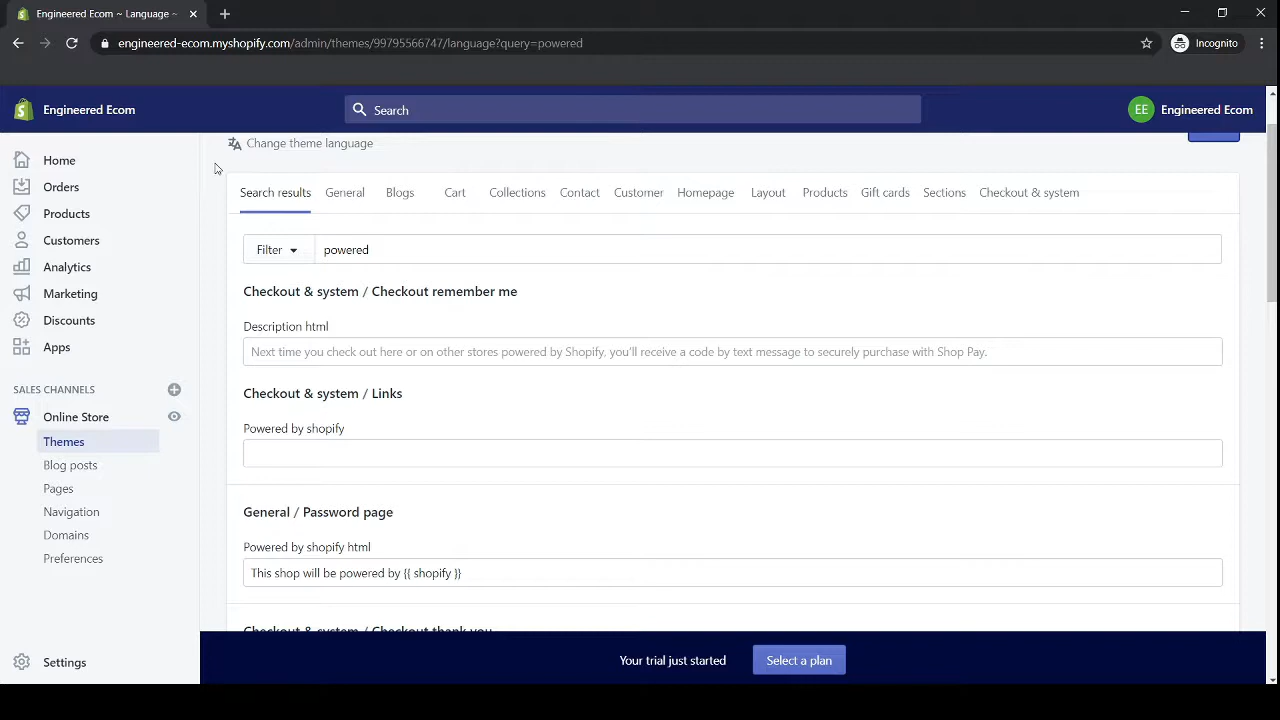 Engineered Ecom ~ Language ~
engineered-ecom.myshopify.com/admin/themes/99795566747/language?query=powered
Incognito
Engineered Ecom
Search
EE
Engineered Ecom
Home
Orders
Products
Customers
Analytics
Marketing
Discounts
Apps
SALES CHANNELS
Online Store
Themes
Blog posts
Pages
Navigation
Domains
Preferences
Settings
Change theme language
Search results General Blogs Cart Collections Contact Customer Homepage Layout Products Gift cards Sections Checkout & system
Filter powered
Checkout & system / Checkout remember me
Description html
Next time you check out here or on other stores powered by Shopify, you'll receive a code by text message to securely purchase with Shop Pay.
Checkout & system / Links
Powered by shopify
General / Password page
Powered by shopify html
This shop will be powered by {{ shopify }}
Checkout & system / Checkout thank you
Your trial just started
Select a plan